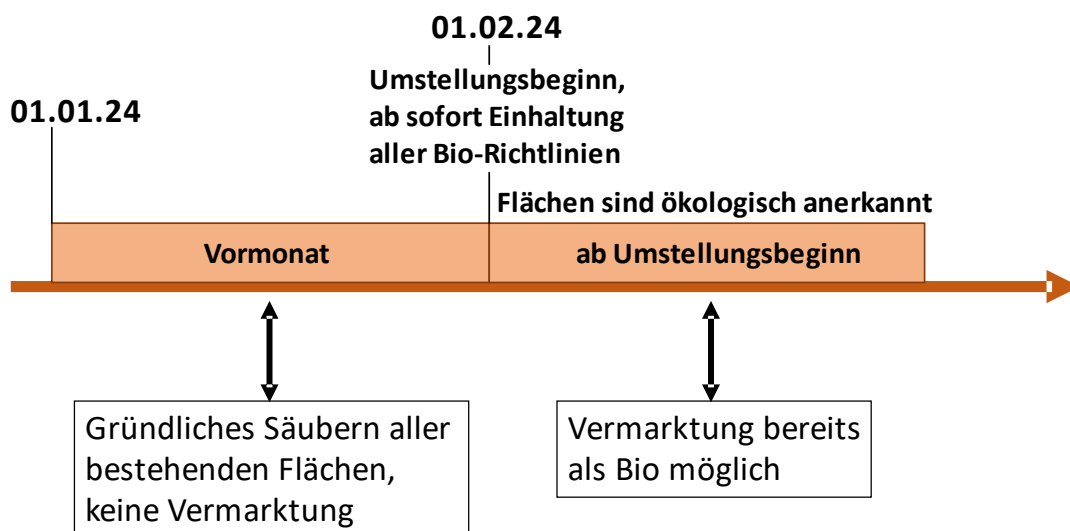 01.02.24
Umstellungsbeginn,
ab sofort Einhaltung
aller Bio-Richtlinien
01.01.24
Flächen sind ökologisch anerkannt
Vormonat
ab Umstellungsbeginn
Gründliches Säubern aller
bestehenden Flächen,
keine Vermarktung
Vermarktung bereits
als Bio möglich